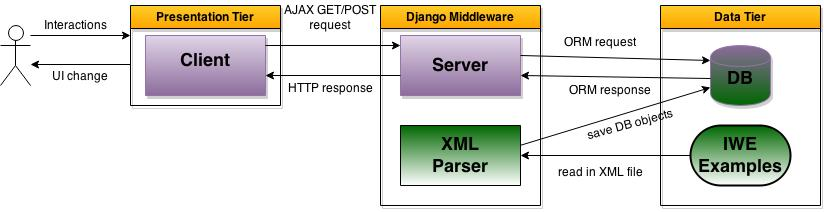 Presentation Tier
AJAX GET/POST
request
Django Middleware
Data Tier
Interactions
UI change
Client
HTTP response
Server
ORM request
ORM response
DB
XML
Parser
save DB objects
read in XML file
IWE
Examples